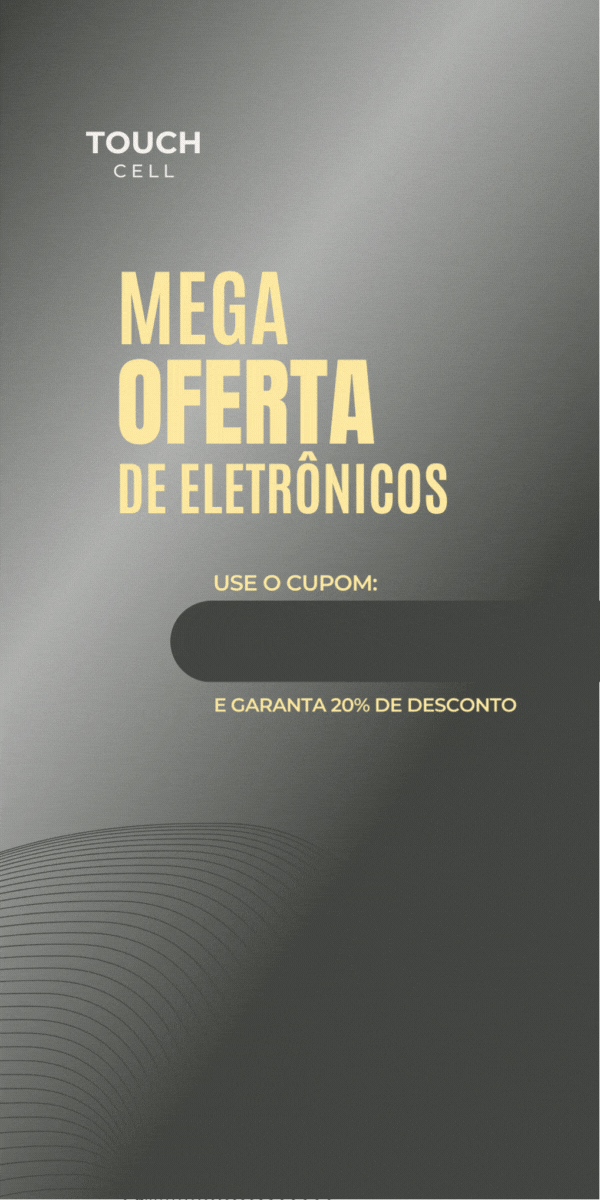 TOUCH
CELL
MEGA
OFERTA
DE ELETRÔNICOS
USE O CUPOM:
E GARANTA 20% DE DESCONTO